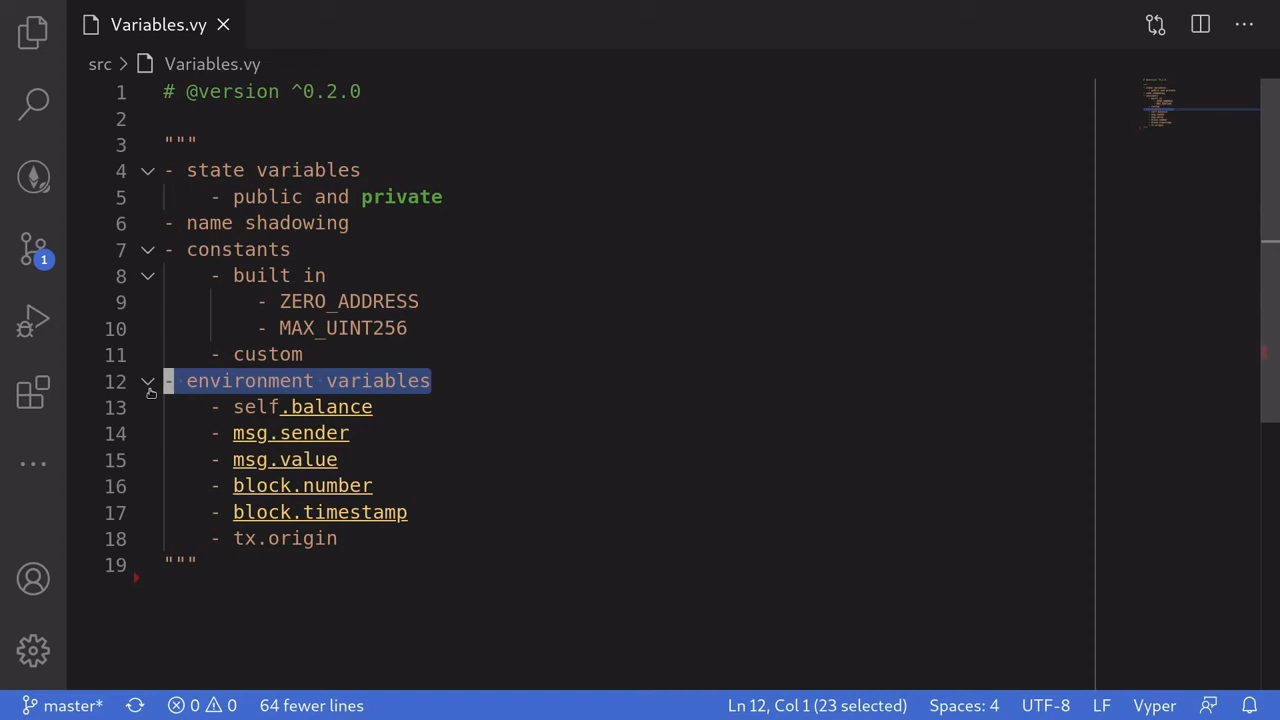 Variables.vy
src > Variables.vy
1 # @version ^0.2.0
2
3 """
4 - state variables
5 - public and private
6 - name shadowing
7 - constants
8 - built in
9 - ZERO_ADDRESS
10 - MAX_UINT256
11 - custom
12 - environment variables
13 - self.balance
14 - msg.sender
15 - msg.value
16 - block.number
17 - block.timestamp
18 - tx.origin
19 """
1
master* 0 0 64 fewer lines Ln 12, Col 1 (23 selected) Spaces: 4 UTF-8 LF Vyper